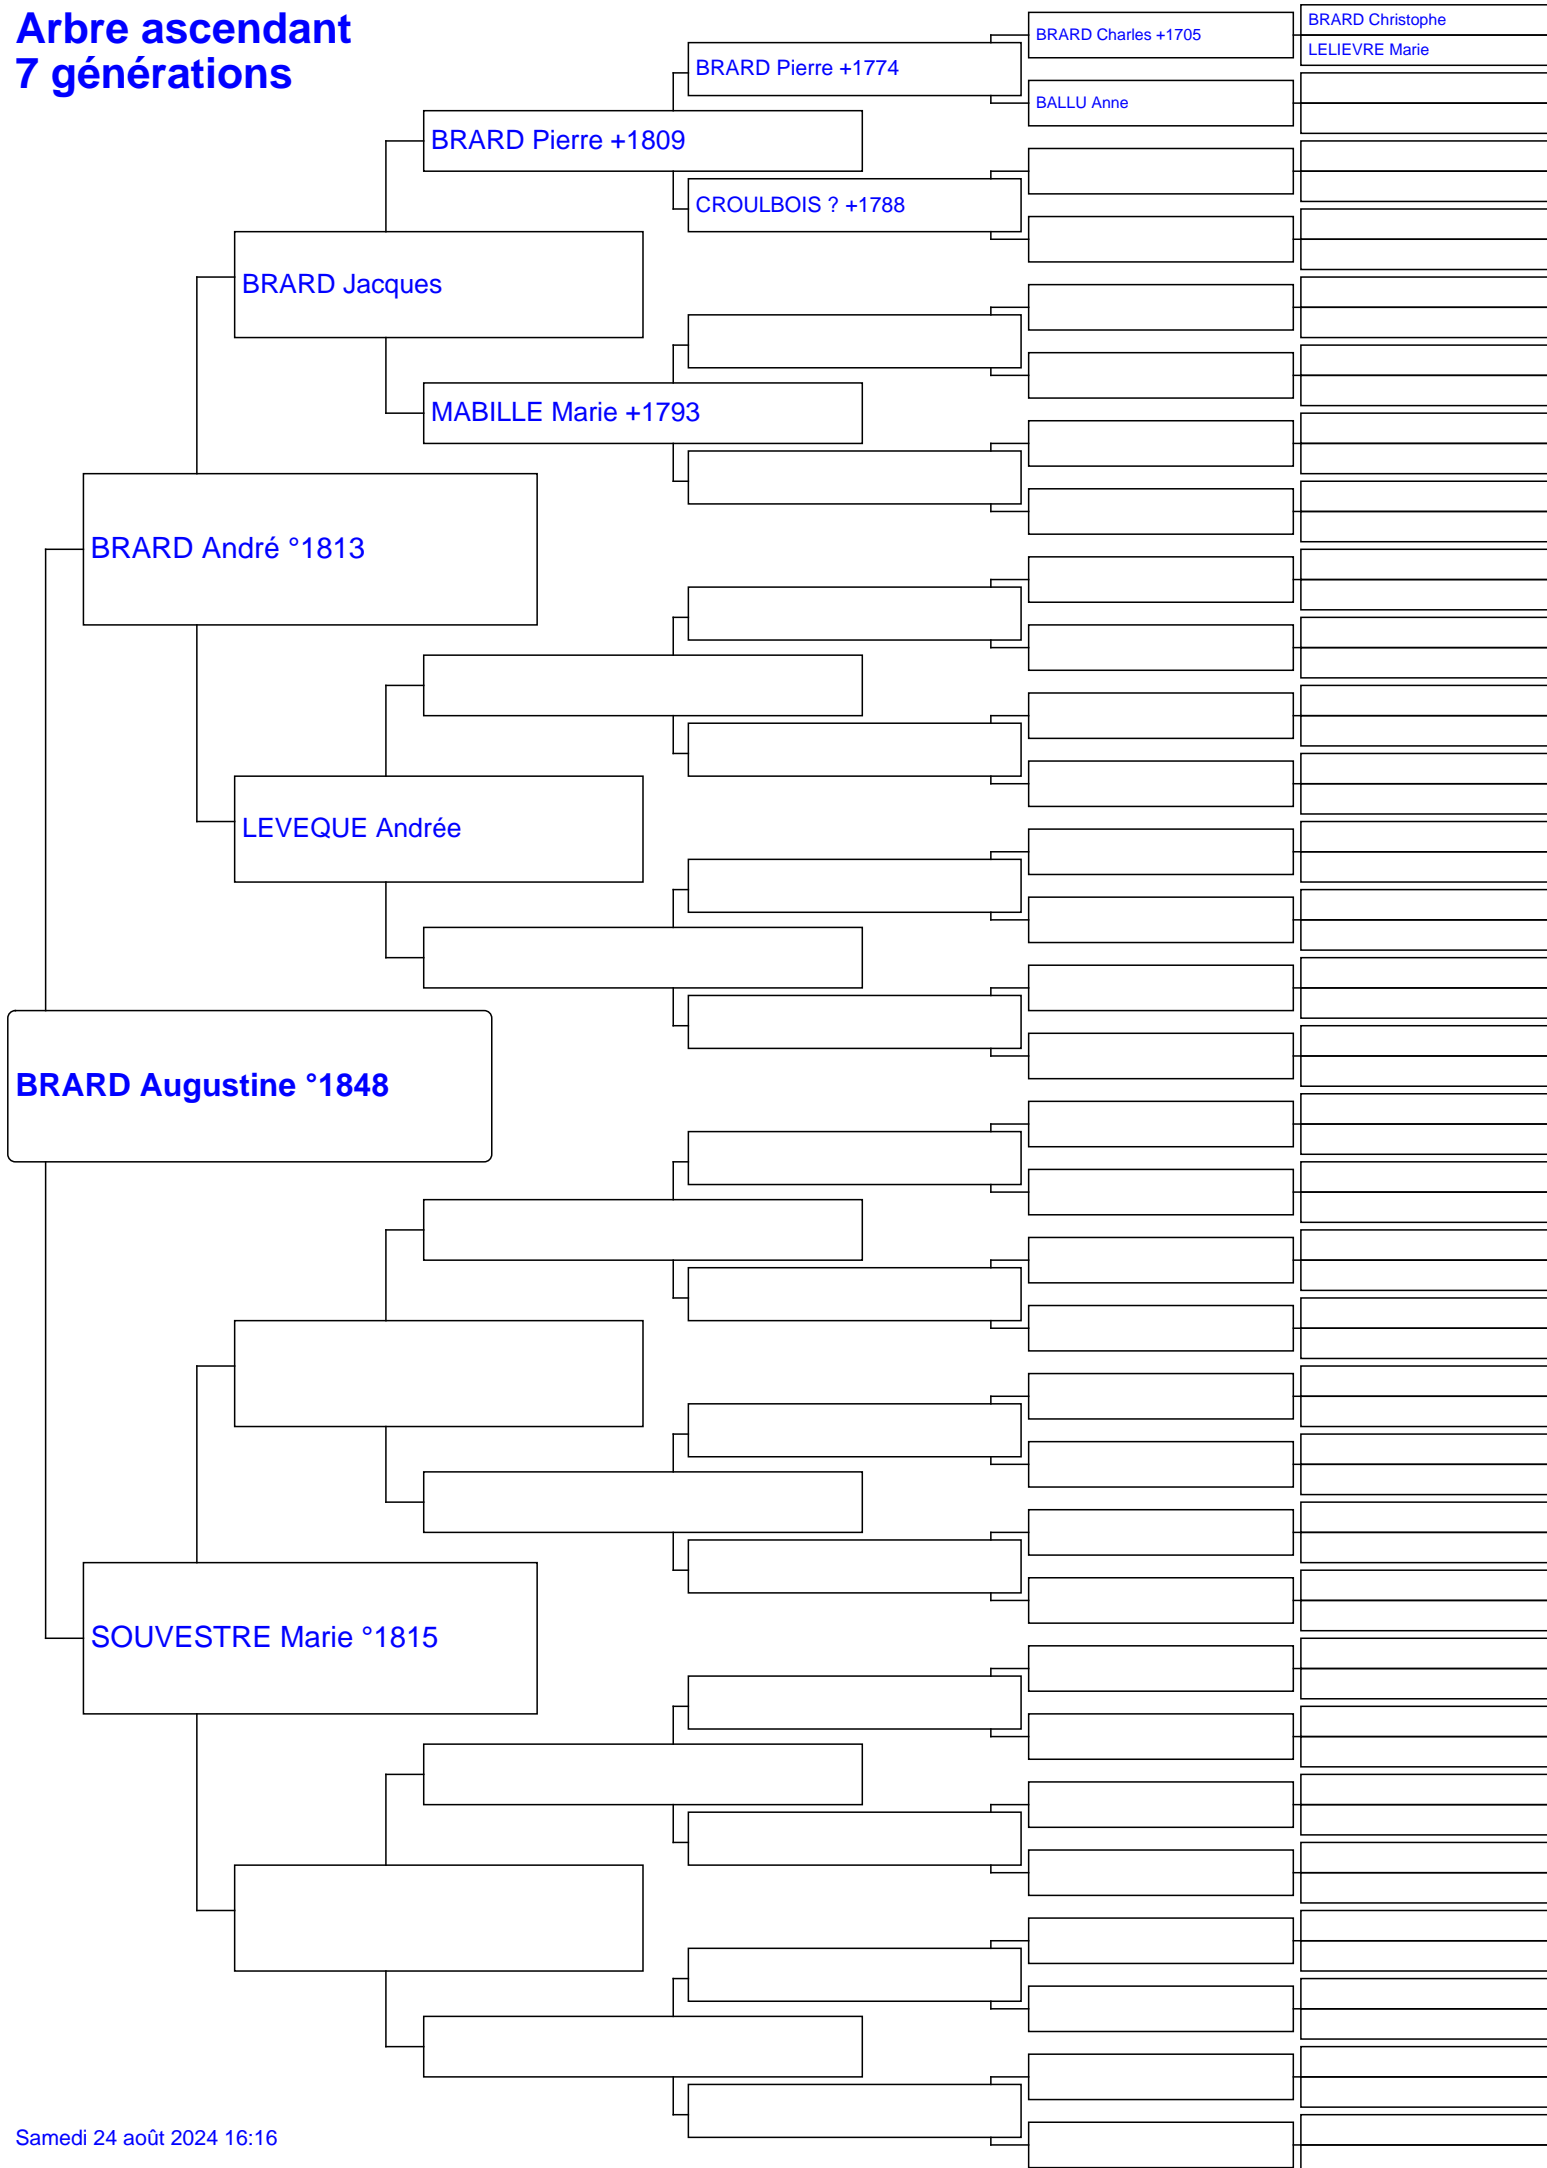 Arbre ascendant
7 générations
BRARD Christophe
BRARD Charles +1705
LELIEVRE Marie
BRARD Pierre +1774
BALLU Anne
BRARD Pierre +1809
CROULBOIS ? +1788
BRARD Jacques
MABILLE Marie +1793
BRARD André °1813
LEVEQUE Andrée
BRARD Augustine °1848
SOUVESTRE Marie °1815
Samedi 24 août 2024 16:16